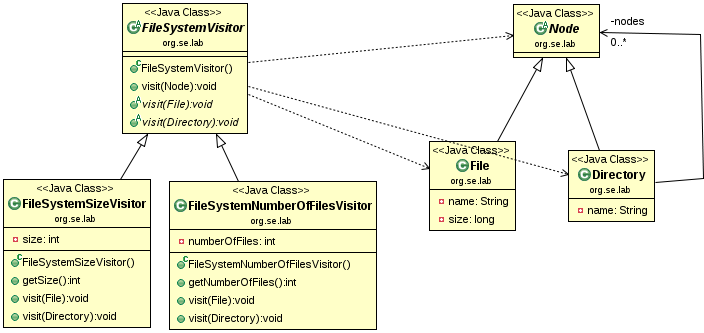 <<Java Class>>
FileSystemVisitor
org.se.lab
FileSystemVisitor()
visit(Node):void
visit(File):void
visit(Directory):void
<<Java Class>>
Node
org.se.lab
-nodes
0..*
<<Java Class>>
File
org.se.lab
name: String
size: long
<<Java Class>>
Directory
org.se.lab
name: String
<<Java Class>>
FileSystemSizeVisitor
org.se.lab
size: int
FileSystemSizeVisitor()
getSize():int
visit(File):void
visit(Directory):void
<<Java Class>>
FileSystemNumberOfFilesVisitor
org.se.lab
numberOfFiles: int
FileSystemNumberOfFilesVisitor()
getNumberOfFiles():int
visit(File):void
visit(Directory):void